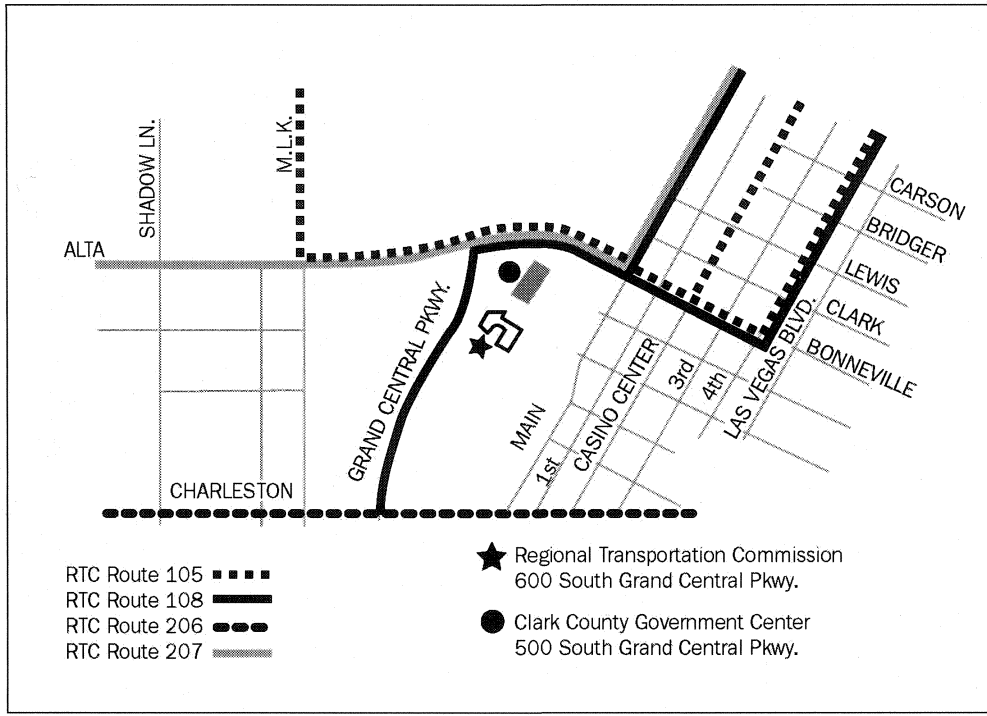 SHADOW LN.
M.L.K.
ALTA
GRAND CENTRAL PKWY.
CHARLESTON
MAIN
1st
CASINO CENTER
3rd
4th
LAS VEGAS BLVD.
CARSON
BRIDGER
LEWIS
CLARK
BONNEVILLE
RTC Route 105
RTC Route 108
RTC Route 206
RTC Route 207
Regional Transportation Commission
600 South Grand Central Pkwy.
Clark County Government Center
500 South Grand Central Pkwy.